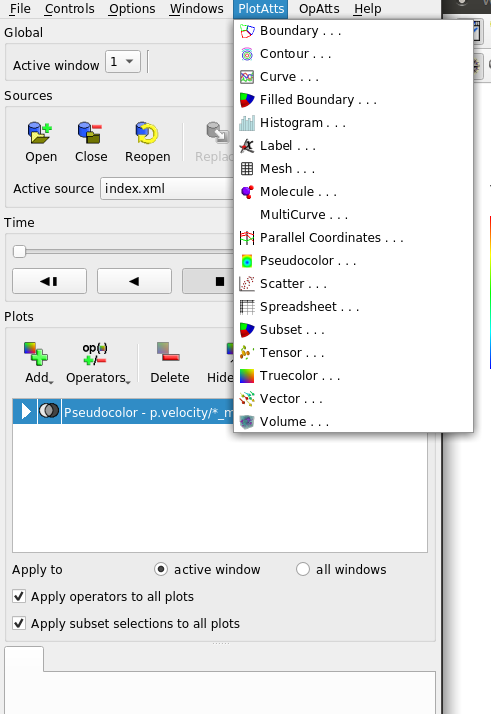 File Controls Options Windows PlotAtts OpAtts Help
Global
Active window 1
Sources
Open Close Reopen
Active source index.xml
Time
Plots
Add Operators Delete
Pseudocolor - p.velocity/*_m
Boundary . . .
Contour . . .
Curve . . .
Filled Boundary . . .
Histogram . . .
Label . . .
Mesh . . .
Molecule . . .
MultiCurve . . .
Parallel Coordinates . . .
Pseudocolor . . .
Scatter . . .
Spreadsheet . . .
Subset . . .
Tensor . . .
Truecolor . . .
Vector . . .
Volume . . .
Apply to active window all windows
Apply operators to all plots
Apply subset selections to all plots